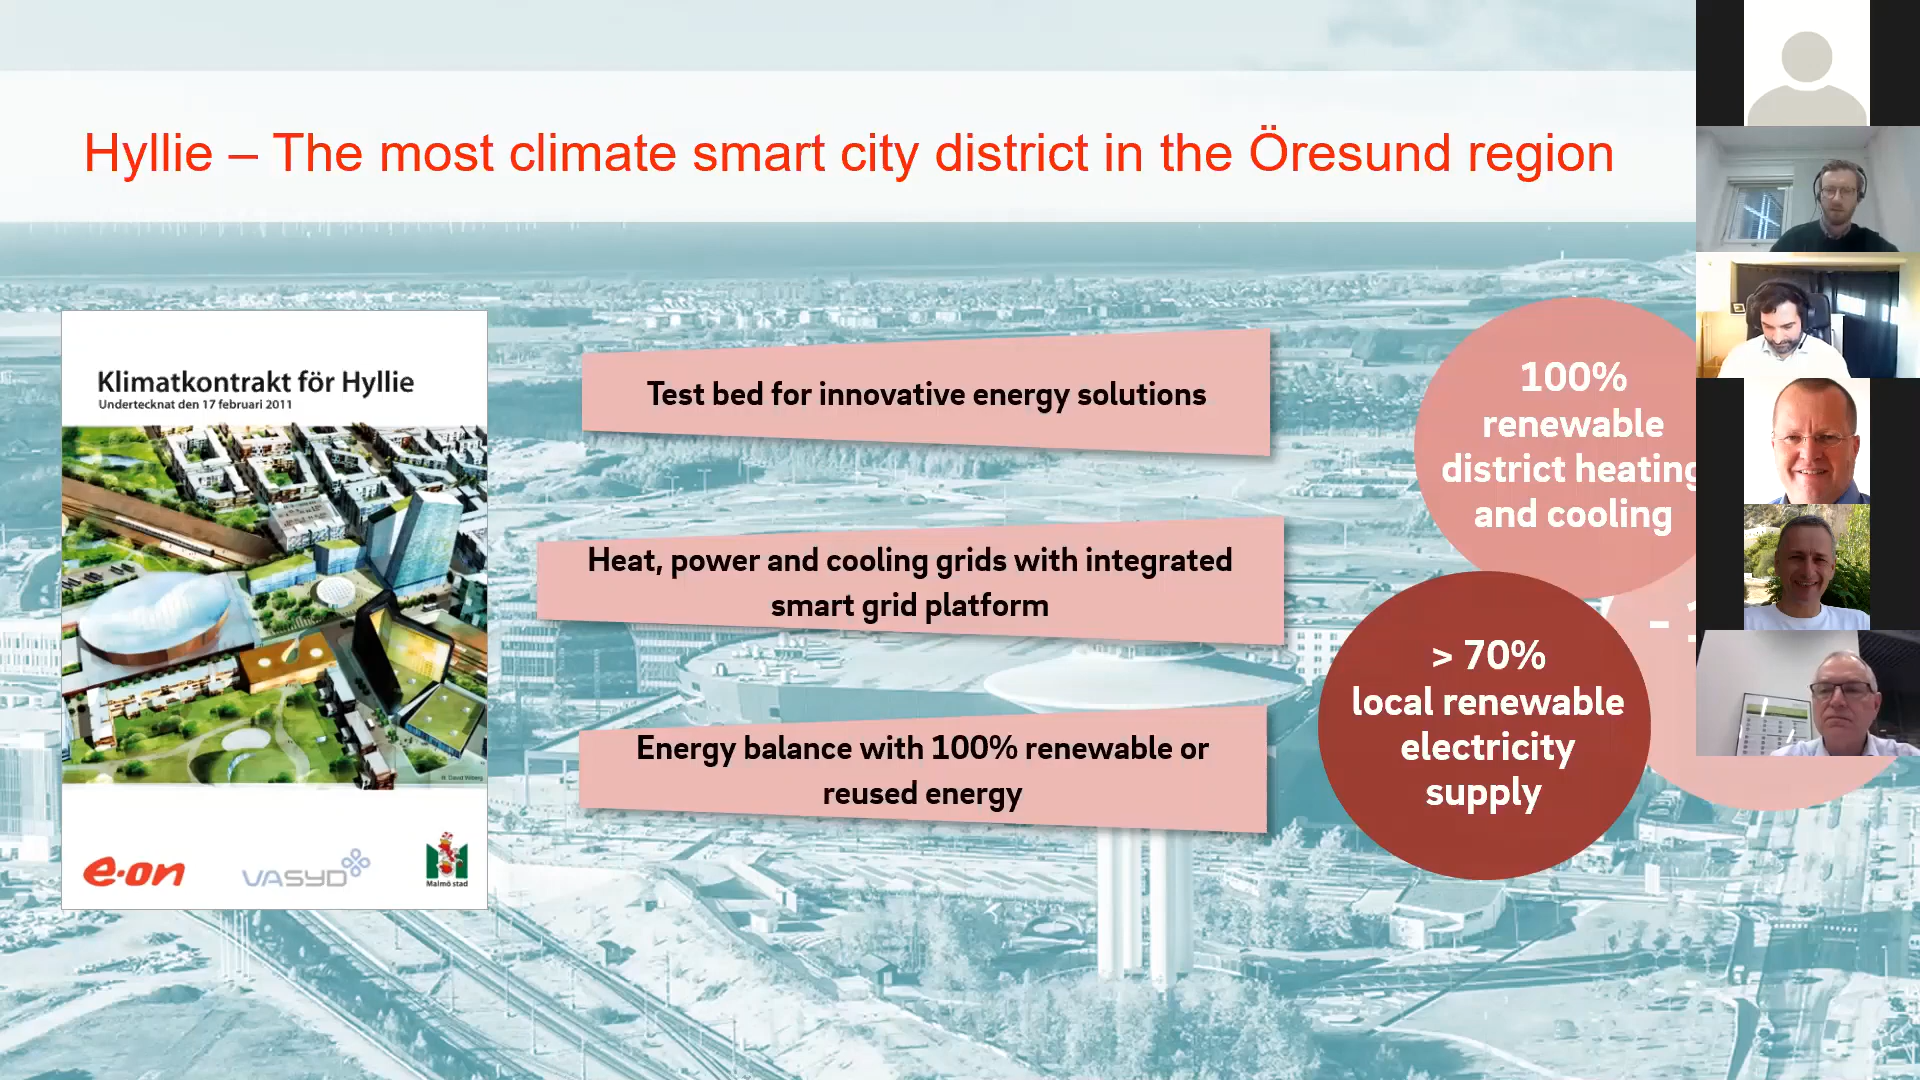 Hyllie – The most climate smart city district in the Öresund region
Klimatkontrakt för Hyllie
Undertecknat den 17 februari 2011
e·on
VA SYD
Malmö stad
Test bed for innovative energy solutions
Heat, power and cooling grids with integrated
smart grid platform
Energy balance with 100% renewable or
reused energy
100%
renewable
district heating
and cooling
> 70%
local renewable
electricity
supply